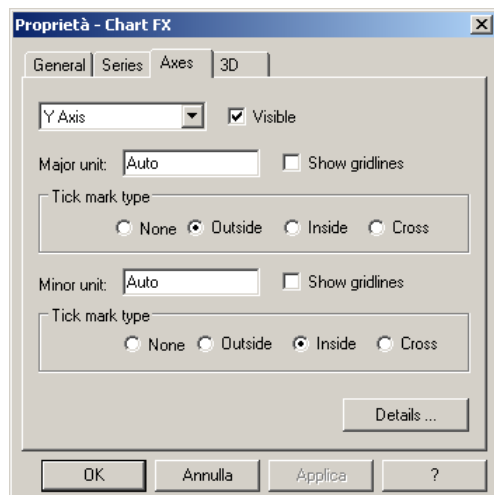 Proprietà - Chart FX
General Series Axes 3D
Y Axis Visible
Major unit: Auto Show gridlines
Tick mark type
None Outside Inside Cross
Minor unit: Auto Show gridlines
Tick mark type
None Outside Inside Cross
Details ...
OK Annulla Applica ?